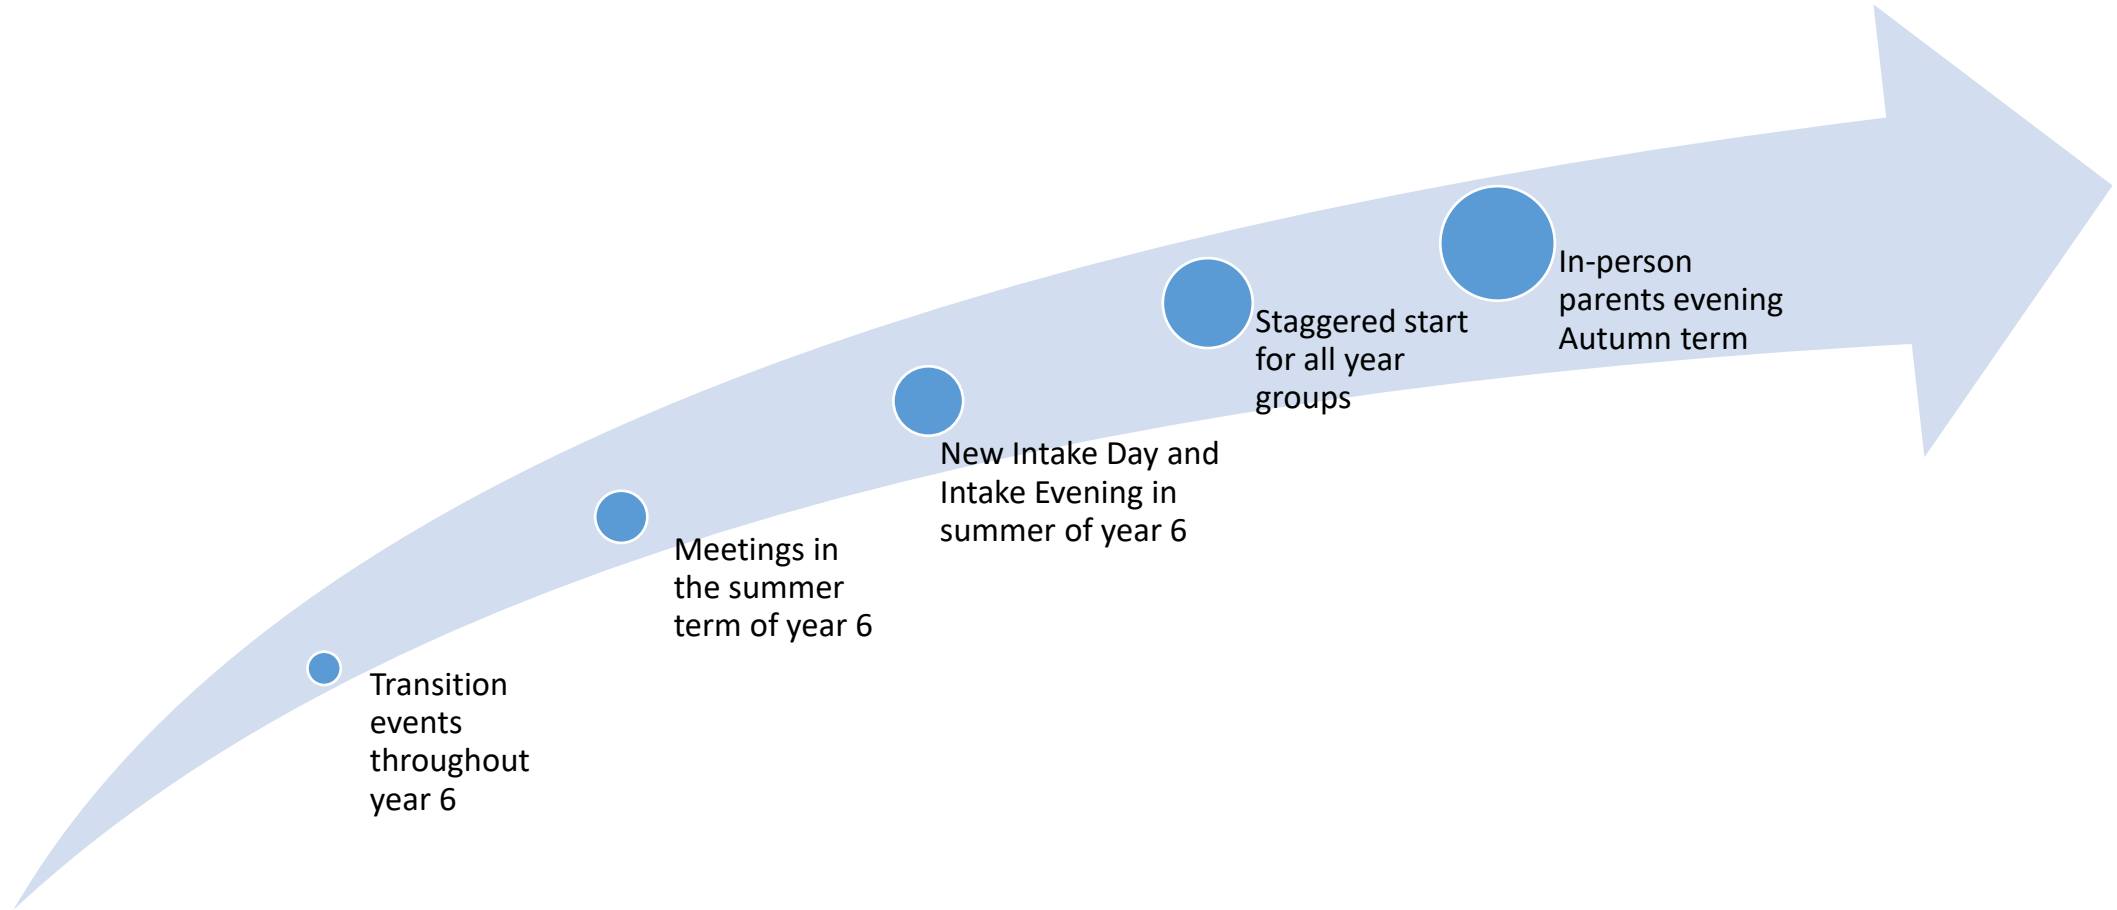 Transition
events
throughout
year 6
Meetings in
the summer
term of year 6
New Intake Day and
Intake Evening in
summer of year 6
Staggered start
for all year
groups
In-person
parents evening
Autumn term